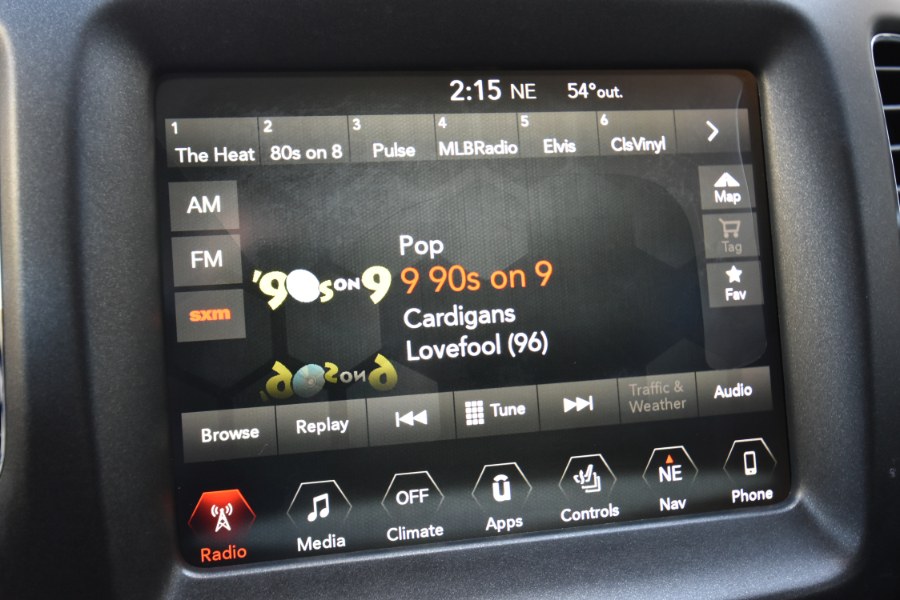 2:15 NE 54°out.
1 2 3 4 5 6
The Heat 80s on 8 Pulse MLBRadio Elvis ClsVinyl
AM
FM
sxm
'90s ON 9
Pop
9 90s on 9
Cardigans
Lovefool (96)
Map
Tag
Fav
Browse Replay Tune Traffic &
Weather Audio
OFF NE
Radio Media Climate Apps Controls Nav Phone